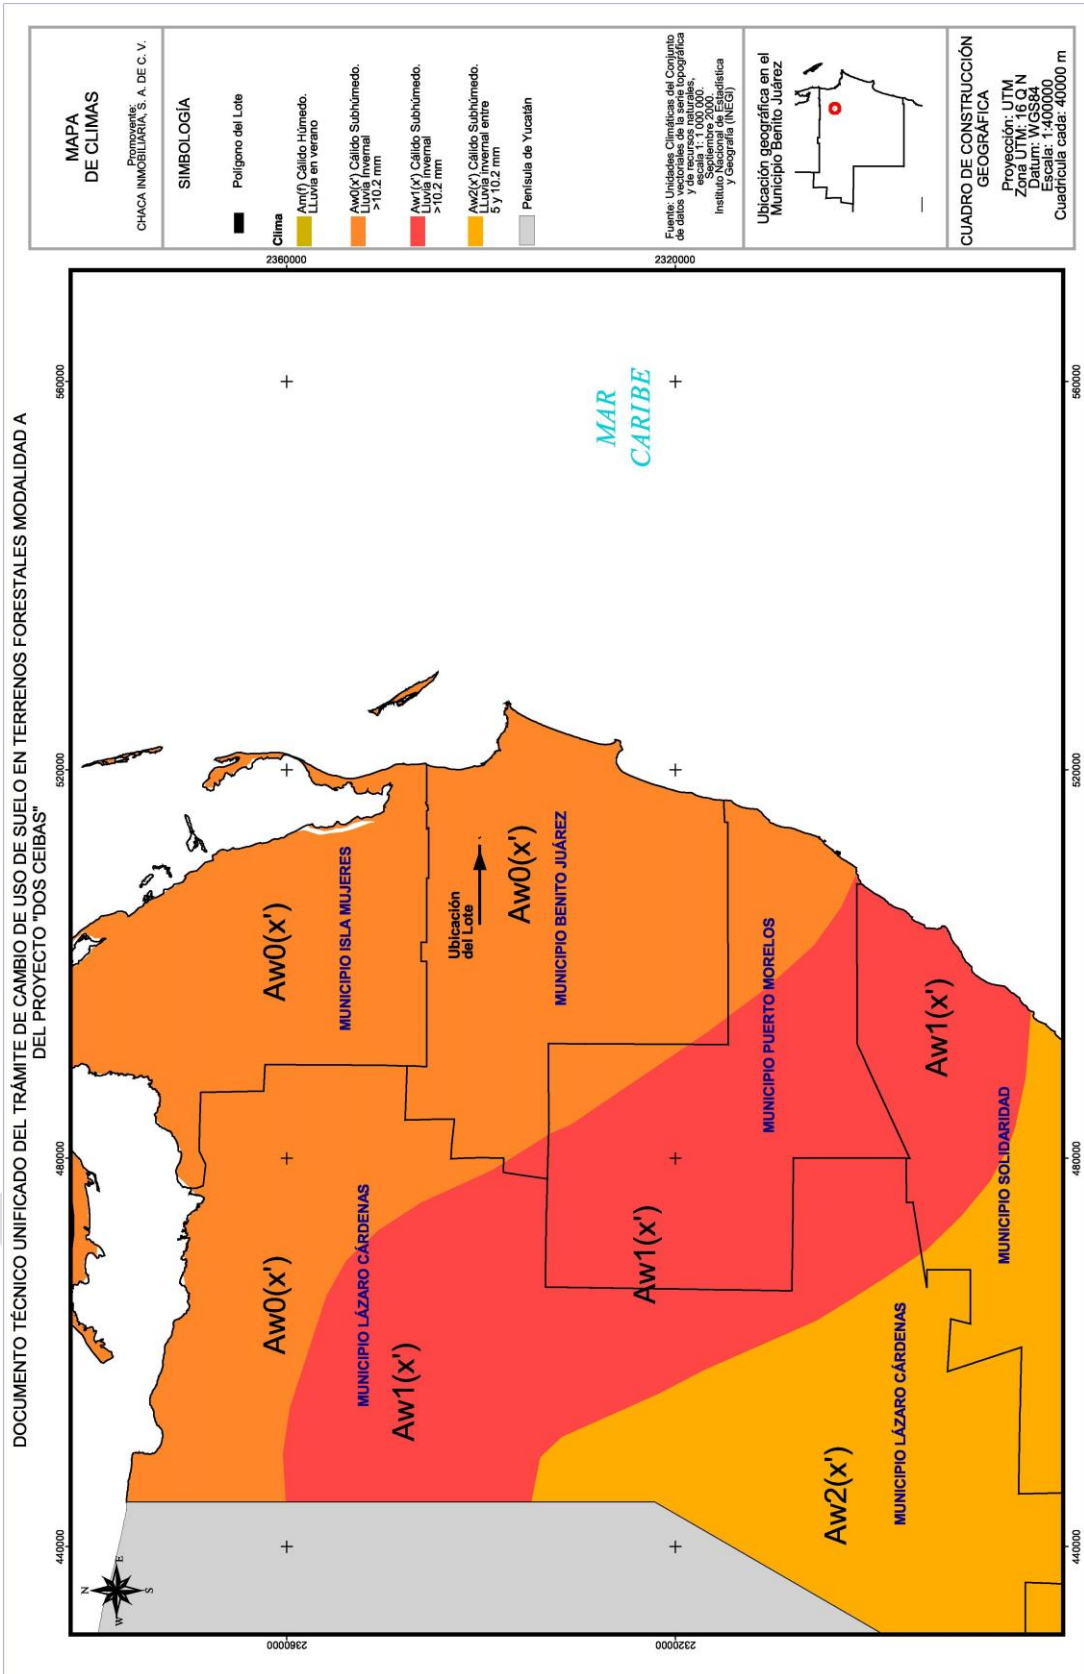 DOCUMENTO TÉCNICO UNIFICADO DEL TRÁMITE DE CAMBIO DE USO DE SUELO EN TERRENOS FORESTALES MODALIDAD A
DEL PROYECTO "DOS CEIBAS"
440000
480000
520000
560000
2360000
2320000
N
W
E
S
Aw0(x')
MUNICIPIO LÁZARO CÁRDENAS
Aw1(x')
Aw0(x')
MUNICIPIO ISLA MUJERES
Ubicación
del Lote
Aw0(x')
MUNICIPIO BENITO JUÁREZ
Aw1(x')
MUNICIPIO PUERTO MORELOS
Aw2(x')
MUNICIPIO LÁZARO CÁRDENAS
Aw1(x')
MUNICIPIO SOLIDARIDAD
MAR
CARIBE
2360000
2320000
440000
480000
520000
560000
MAPA
DE CLIMAS
Promovente:
CHACA INMOBILIARIA, S. A. DE C. V.
SIMBOLOGÍA
Polígono del Lote
Clima
Am(f) Cálido Húmedo.
LLuvia en verano
Aw0(x') Cálido Subhúmedo.
Lluvia Invernal
>10.2 mm
Aw1(x') Cálido Subhúmedo.
Lluvia Invernal
>10.2 mm
Aw2(x') Cálido Subhúmedo.
LLuvia Invernal entre
5 y 10.2 mm
Penísula de Yucatán
Fuente: Unidades Climáticas del Conjunto
de datos vectoriales de la serie topográfica
y de recursos naturales,
escala 1: 1 000 000.
Septiembre 2000.
Instituto Nacional de Estadística
y Geografía (INEGI)
Ubicación geográfica en el
Municipio Benito Juárez
CUADRO DE CONSTRUCCIÓN
GEOGRÁFICA
Proyección: UTM
Zona UTM: 16 Q N
Datum: WGS84
Escala: 1:400000
Cuadrícula cada: 40000 m